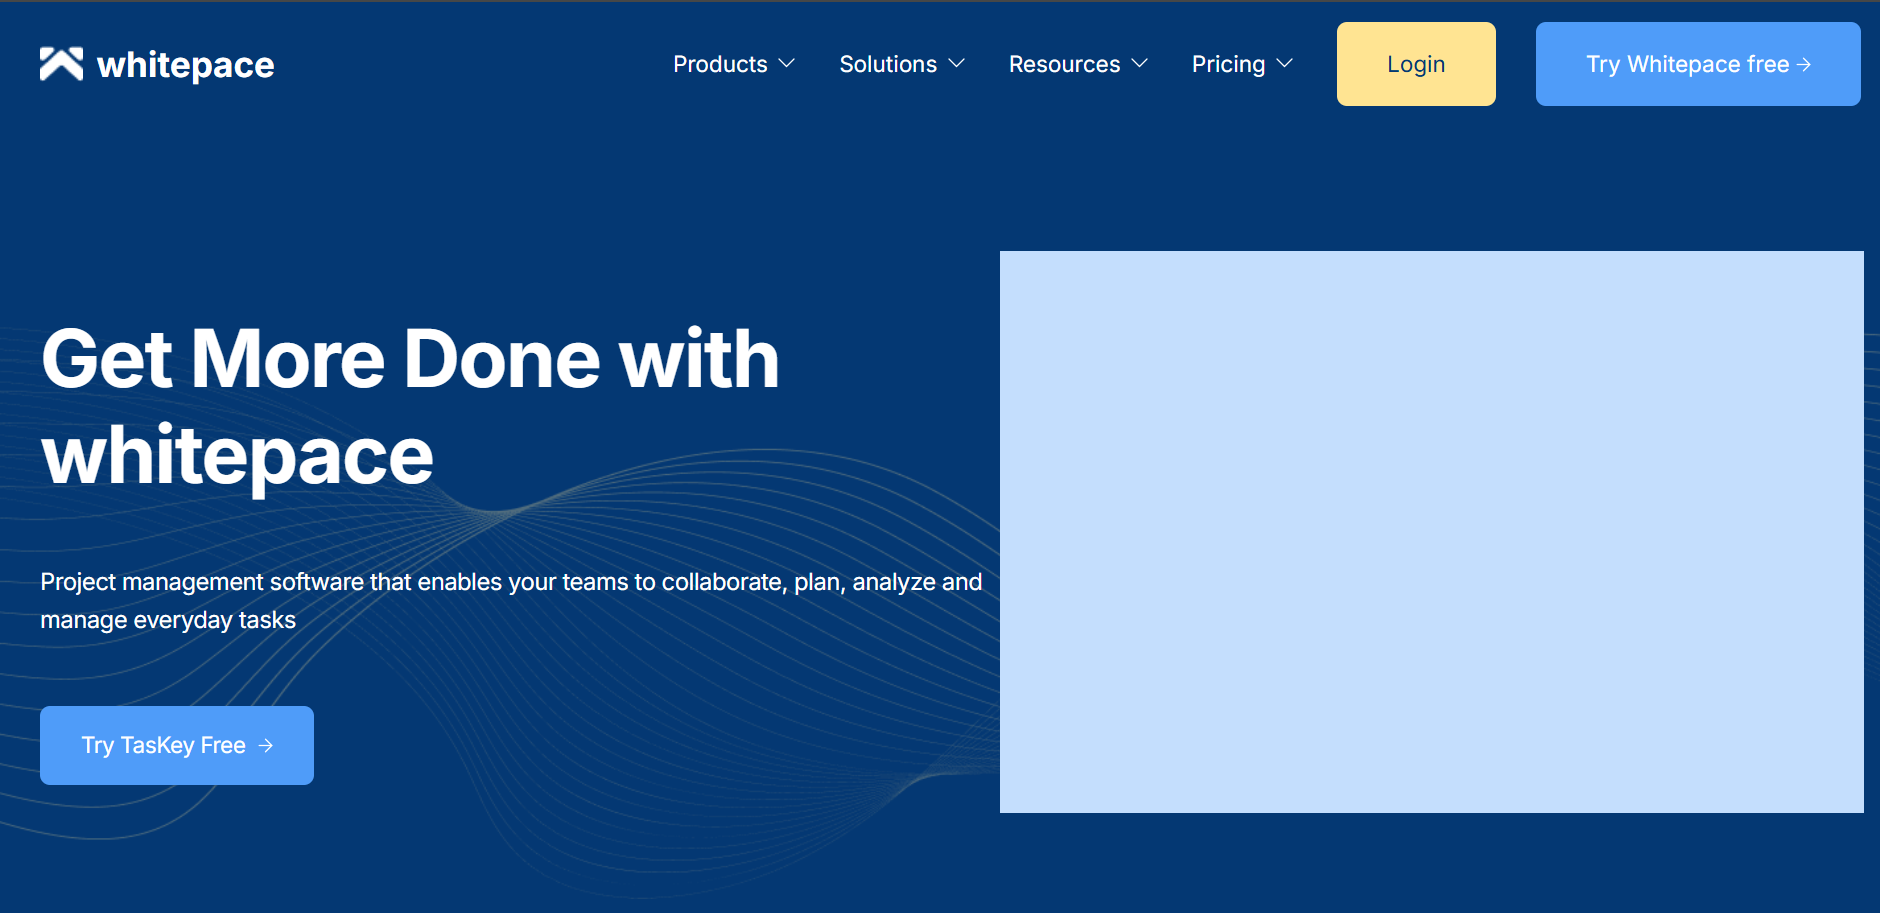 whitepace
Products
Solutions
Resources
Pricing
Login
Try Whitepace free →
Get More Done with
whitepace
Project management software that enables your teams to collaborate, plan, analyze and
manage everyday tasks
Try TasKey Free →